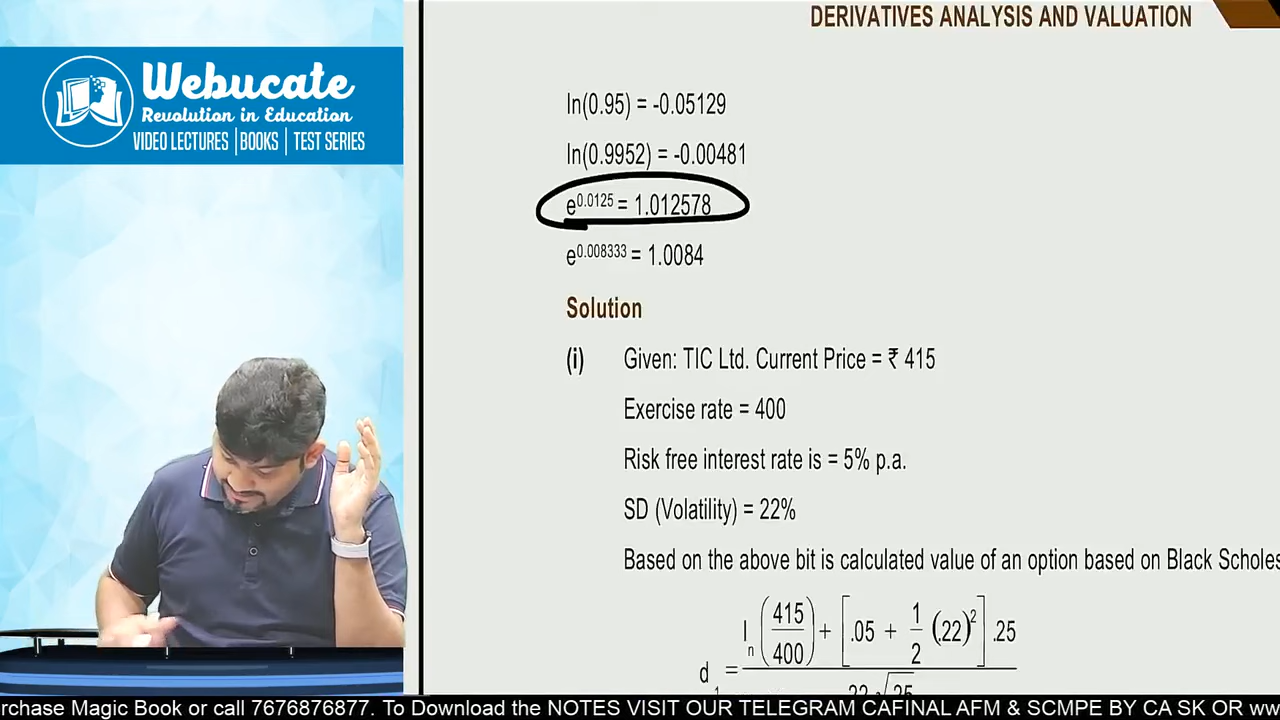 DERIVATIVES ANALYSIS AND VALUATION
Webucate
Revolution in Education
VIDEO LECTURES | BOOKS | TEST SERIES
ln(0.95) = -0.05129
ln(0.9952) = -0.00481
e^0.0125 = 1.012578
e^0.008333 = 1.0084
Solution
(i) Given: TIC Ltd. Current Price = ₹ 415
Exercise rate = 400
Risk free interest rate is = 5% p.a.
SD (Volatility) = 22%
Based on the above bit is calculated value of an option based on Black Scholes
d1 = ln(415/400) + [.05 + 1/2 (.22)²] .25
.22 √.25
rchase Magic Book or call 7676876877. To Download the NOTES VISIT OUR TELEGRAM CAFINAL AFM & SCMPE BY CA SK OR ww